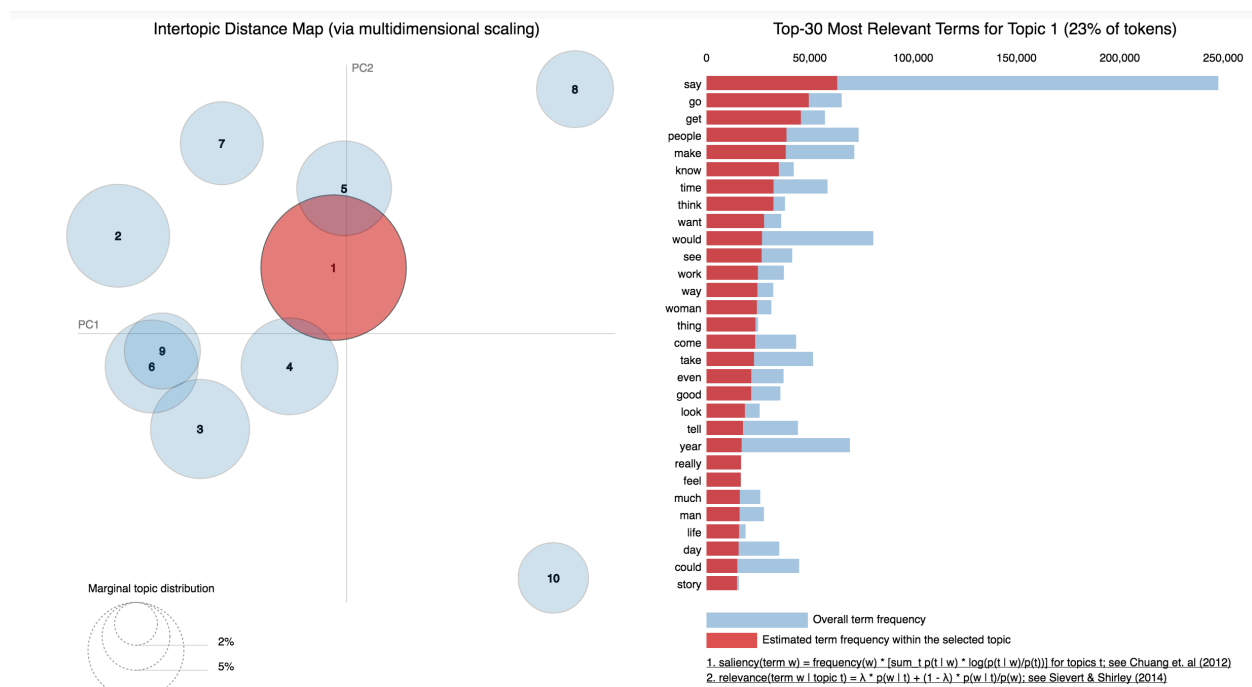 Intertopic Distance Map (via multidimensional scaling)
PC2
8
7
5
2
1
PC1
9
6
4
3
10
Marginal topic distribution
2%
5%
Top-30 Most Relevant Terms for Topic 1 (23% of tokens)
0 50,000 100,000 150,000 200,000 250,000
say
go
get
people
make
know
time
think
want
would
see
work
way
woman
thing
come
take
even
good
look
tell
year
really
feel
much
man
life
day
could
story
Overall term frequency
Estimated term frequency within the selected topic
1. saliency(term w) = frequency(w) * [sum_t p(t | w) * log(p(t | w)/p(t))] for topics t; see Chuang et. al (2012)
2. relevance(term w | topic t) = λ * p(w | t) + (1 - λ) * p(w | t)/p(w); see Sievert & Shirley (2014)